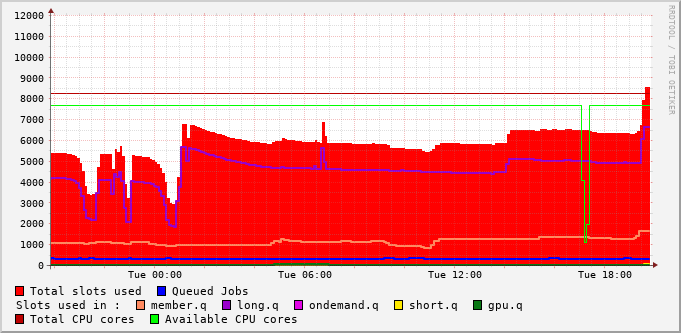 RRDTOOL / TOBI OETIKER
12000
11000
10000
9000
8000
7000
6000
5000
4000
3000
2000
1000
0
Tue 00:00 Tue 06:00 Tue 12:00 Tue 18:00
Total slots used Queued Jobs
Slots used in : member.q long.q ondemand.q short.q gpu.q
Total CPU cores Available CPU cores